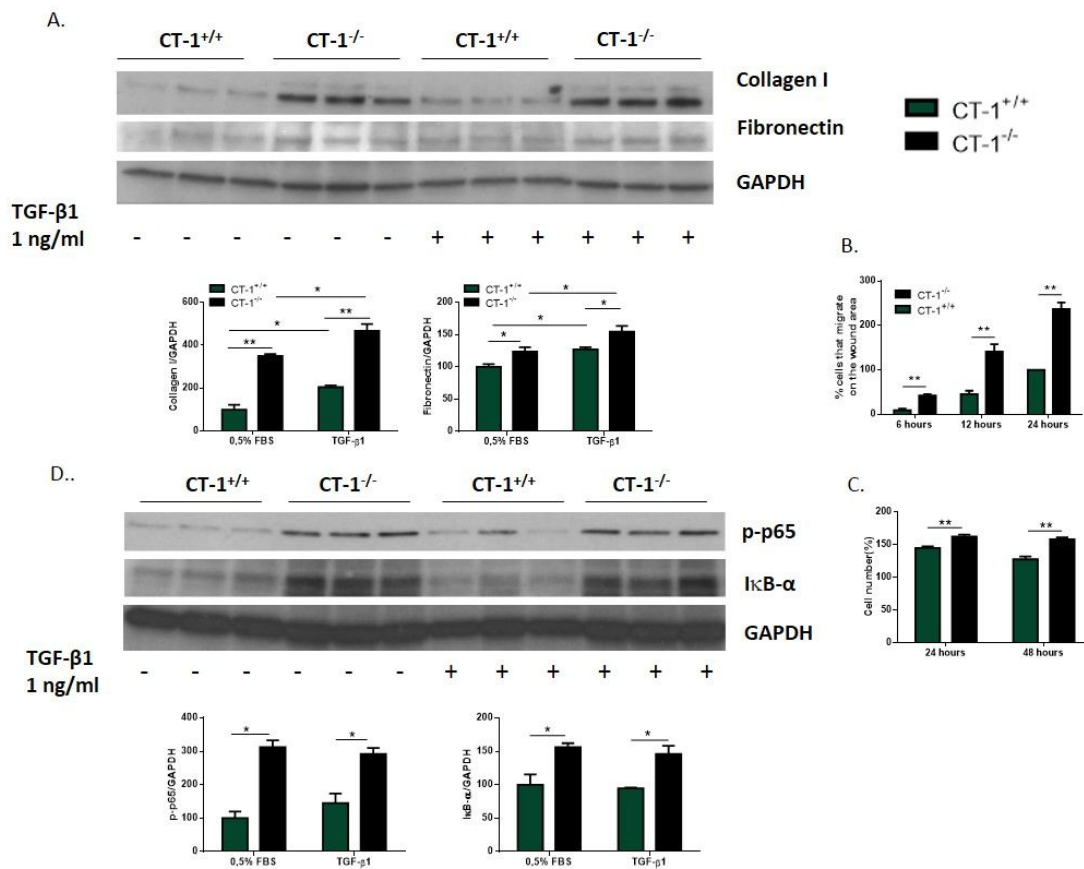 A.
CT-1+/+ CT-1-/- CT-1+/+ CT-1-/-
Collagen I
Fibronectin
GAPDH
CT-1+/+
CT-1-/-
TGF-β1
1 ng/ml
- - - - - - + + + + + +
CT-1+/+
CT-1-/-
Collagen I/GAPDH
600
400
200
0
* * ** **
0,5% FBS TGF-β1
CT-1+/+
CT-1-/-
Fibronectin/GAPDH
200
150
100
50
0
* * * *
0,5% FBS TGF-β1
B.
CT-1-/-
CT-1+/+
% cells that migrate
on the wound area
300
200
100
0
** ** **
6 hours 12 hours 24 hours
D..
CT-1+/+ CT-1-/- CT-1+/+ CT-1-/-
p-p65
IκB-α
GAPDH
TGF-β1
1 ng/ml
- - - - - - + + + + + +
C.
Cell number(%)
200
150
100
50
0
** **
24 hours 48 hours
p-p65/GAPDH
400
300
200
100
0
* *
0,5% FBS TGF-β1
IκB-α/GAPDH
200
150
100
50
0
* *
0,5% FBS TGF-β1